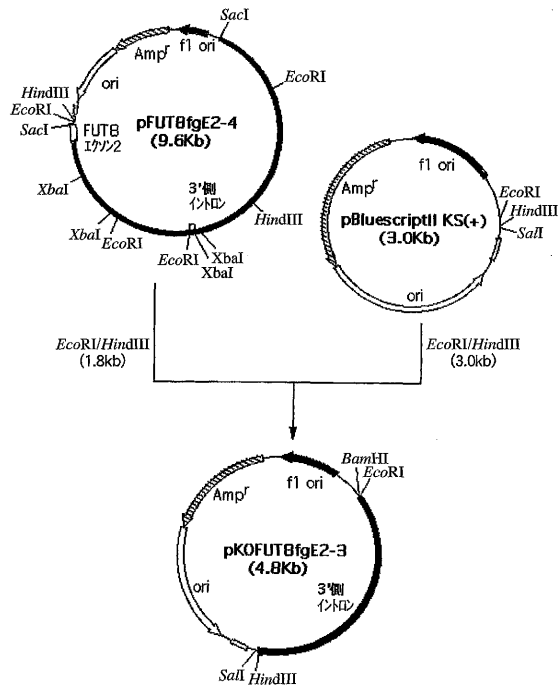 SacI
f1 ori
Ampr
EcoRI
ori
HindIII
EcoRI
SacI
FUT8
エクソン2
pFUT8fgE2-4
(9.6Kb)
XbaI
XbaI
EcoRI
3'側
イントロン
HindIII
EcoRI
XbaI
XbaI
f1 ori
Ampr
EcoRI
HindIII
SalI
pBluescriptII KS(+)
(3.0Kb)
ori
EcoRI/HindIII
(1.8kb)
EcoRI/HindIII
(3.0kb)
BamHI
EcoRI
f1 ori
Ampr
pKOFUT8fgE2-3
(4.8Kb)
ori
3'側
イントロン
SalI HindIII